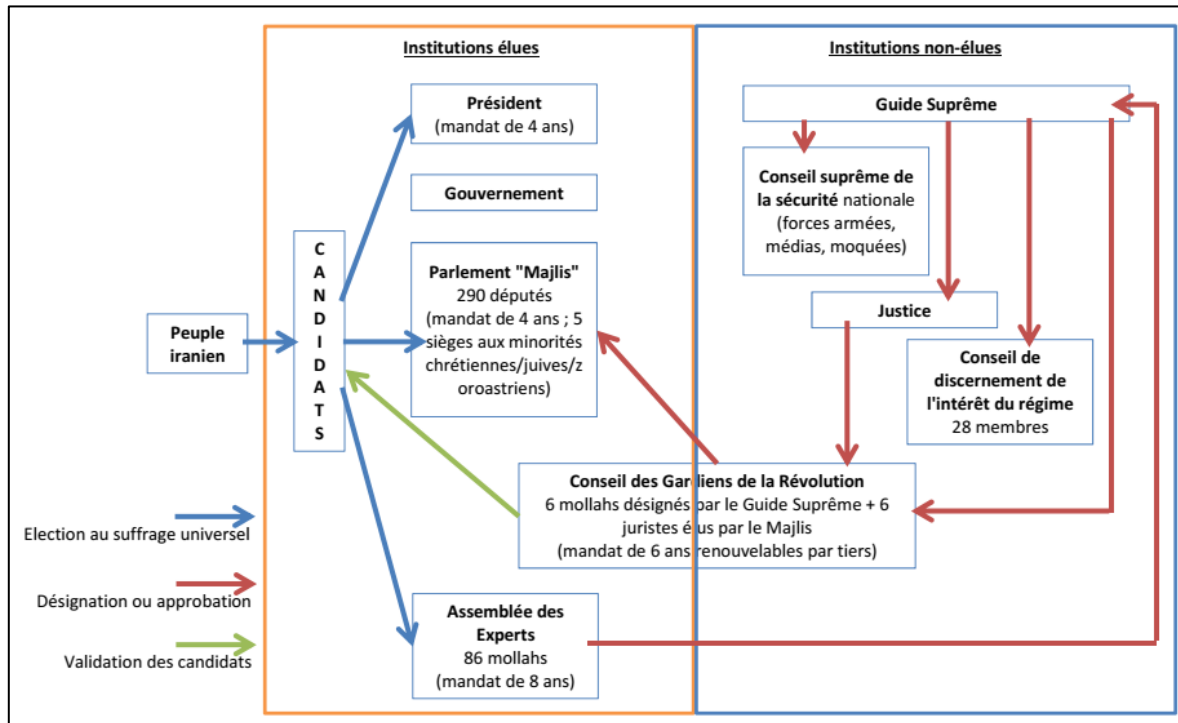 Institutions élues
Institutions non-élues
Président
(mandat de 4 ans)
Guide Suprême
Conseil suprême de
la sécurité nationale
(forces armées,
médias, moquées)
Gouvernement
C
A
N
D
I
D
A
T
S
Parlement "Majlis"
290 députés
(mandat de 4 ans ; 5
sièges aux minorités
chrétiennes/juives/z
oroastriens)
Justice
Peuple
iranien
Conseil de
discernement de
l'intérêt du régime
28 membres
Conseil des Gardiens de la Révolution
6 mollahs désignés par le Guide Suprême + 6
juristes élus par le Majlis
(mandat de 6 ans renouvelables par tiers)
Election au suffrage universel
Désignation ou approbation
Validation des candidats
Assemblée des
Experts
86 mollahs
(mandat de 8 ans)